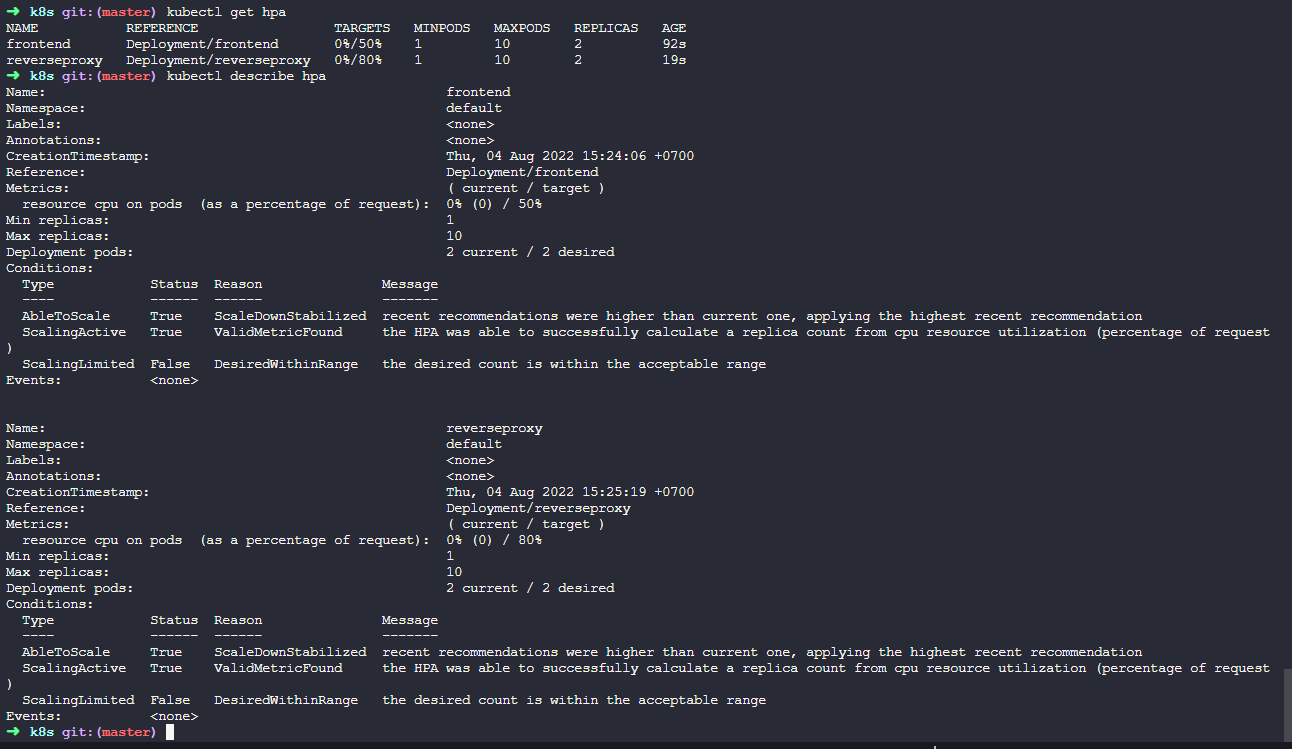 ➜ k8s git:(master) kubectl get hpa
NAME           REFERENCE                 TARGETS   MINPODS   MAXPODS   REPLICAS   AGE
frontend       Deployment/frontend       0%/50%    1         10        2          92s
reverseproxy   Deployment/reverseproxy   0%/80%    1         10        2          19s
➜ k8s git:(master) kubectl describe hpa
Name:                                                  frontend
Namespace:                                             default
Labels:                                                <none>
Annotations:                                           <none>
CreationTimestamp:                                     Thu, 04 Aug 2022 15:24:06 +0700
Reference:                                             Deployment/frontend
Metrics:                                               ( current / target )
  resource cpu on pods  (as a percentage of request):  0% (0) / 50%
Min replicas:                                          1
Max replicas:                                          10
Deployment pods:                                       2 current / 2 desired
Conditions:
  Type            Status  Reason             Message
  ----            ------  ------             -------
  AbleToScale     True    ScaleDownStabilized  recent recommendations were higher than current one, applying the highest recent recommendation
  ScalingActive   True    ValidMetricFound     the HPA was able to successfully calculate a replica count from cpu resource utilization (percentage of request
)
  ScalingLimited  False   DesiredWithinRange   the desired count is within the acceptable range
Events:           <none>
Name:                                                  reverseproxy
Namespace:                                             default
Labels:                                                <none>
Annotations:                                           <none>
CreationTimestamp:                                     Thu, 04 Aug 2022 15:25:19 +0700
Reference:                                             Deployment/reverseproxy
Metrics:                                               ( current / target )
  resource cpu on pods  (as a percentage of request):  0% (0) / 80%
Min replicas:                                          1
Max replicas:                                          10
Deployment pods:                                       2 current / 2 desired
Conditions:
  Type            Status  Reason               Message
  ----            ------  ------               -------
  AbleToScale     True    ScaleDownStabilized  recent recommendations were higher than current one, applying the highest recent recommendation
  ScalingActive   True    ValidMetricFound     the HPA was able to successfully calculate a replica count from cpu resource utilization (percentage of request
)
  ScalingLimited  False   DesiredWithinRange   the desired count is within the acceptable range
Events:           <none>
➜ k8s git:(master)